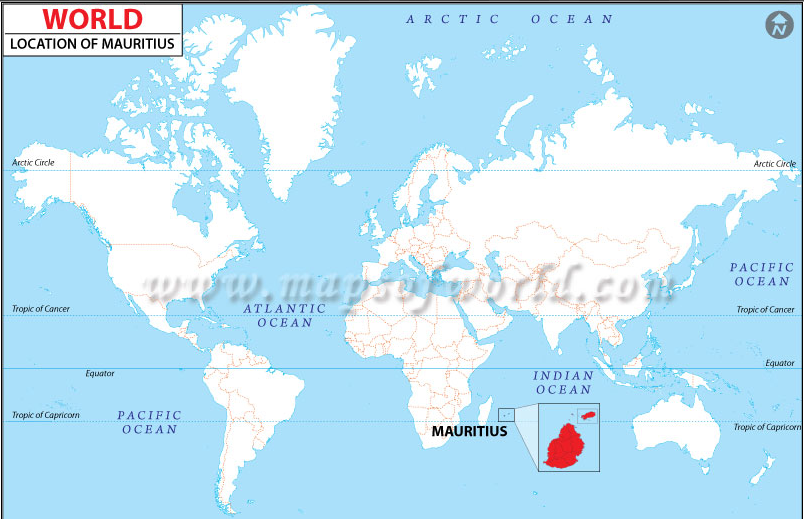 WORLD
LOCATION OF MAURITIUS
ARCTIC OCEAN
N
Arctic Circle
Arctic Circle
www.mapsofworld.com
PACIFIC
OCEAN
ATLANTIC
OCEAN
Tropic of Cancer
Tropic of Cancer
Equator
Equator
INDIAN
OCEAN
Tropic of Capricorn
PACIFIC
OCEAN
Tropic of Capricorn
MAURITIUS